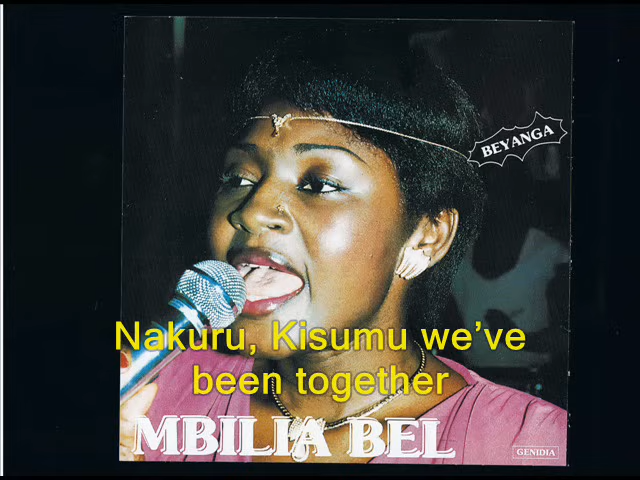 BEYANGA
Nakuru, Kisumu we’ve
been together
MBILIA BEL
GENIDIA